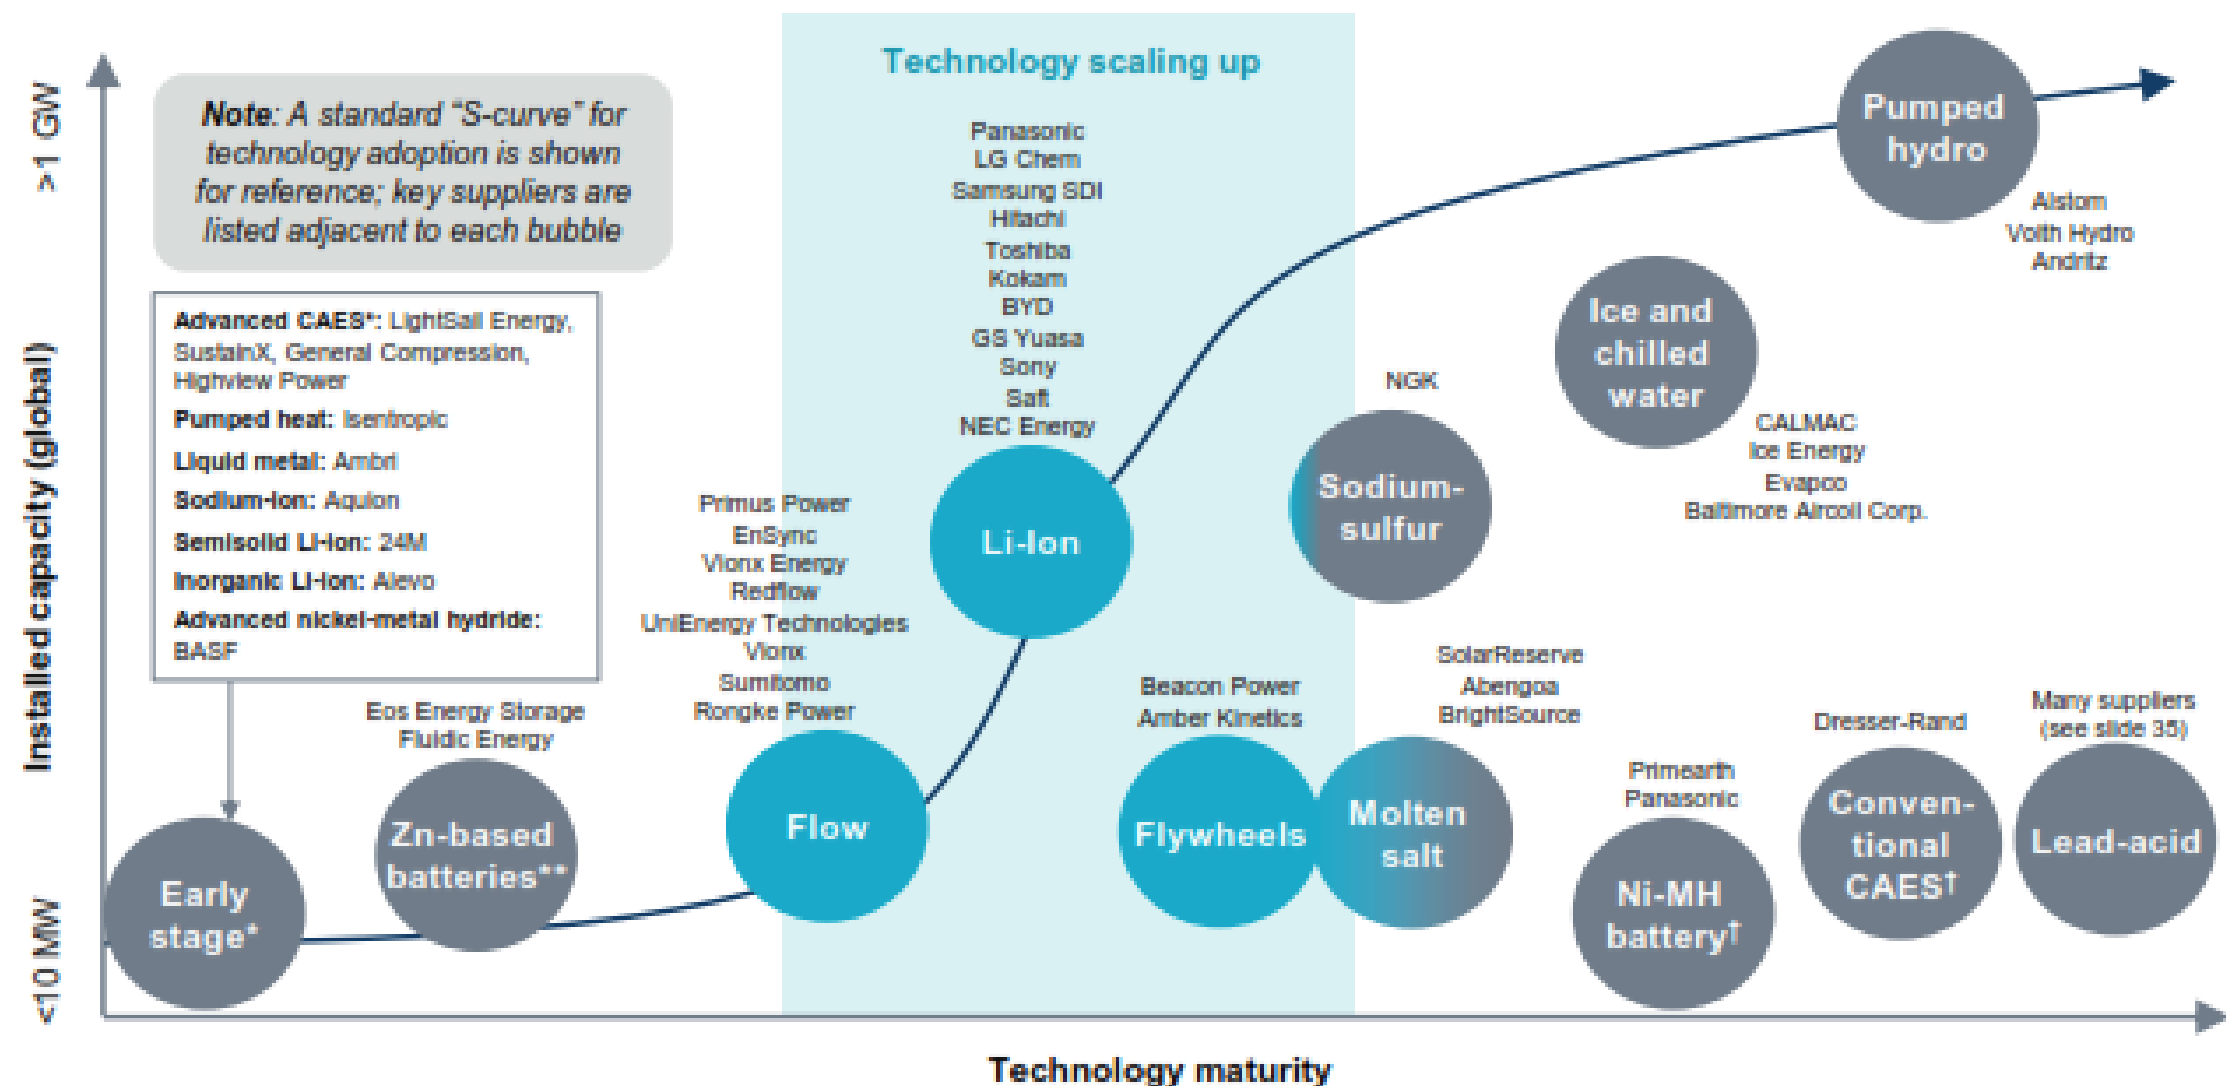 Technology scaling up
>1 GW
Installed capacity (global)
<10 MW
Note: A standard “S-curve” for
technology adoption is shown
for reference; key suppliers are
listed adjacent to each bubble
Advanced CAES*: LightSail Energy,
SustainX, General Compression,
Highview Power
Pumped heat: Isentropic
Liquid metal: Ambri
Sodium-ion: Aquion
Semisolid Li-ion: 24M
Inorganic Li-ion: Alevo
Advanced nickel-metal hydride:
BASF
Early
stage*
Eos Energy Storage
Fluidic Energy
Zn-based
batteries**
Primus Power
EnSync
Vionx Energy
Redflow
UniEnergy Technologies
Vionx
Sumitomo
Rongke Power
Flow
Panasonic
LG Chem
Samsung SDI
Hitachi
Toshiba
Kokam
BYD
GS Yuasa
Sony
Saft
NEC Energy
Li-Ion
Beacon Power
Amber Kinetics
Flywheels
NGK
Sodium-
sulfur
SolarReserve
Abengoa
BrightSource
Molten
salt
Pumped
hydro
Alstom
Voith Hydro
Andritz
Ice and
chilled
water
CALMAC
Ice Energy
Evapco
Baltimore Aircoil Corp.
Primearth
Panasonic
Ni-MH
battery†
Dresser-Rand
Conven-
tional
CAES†
Many suppliers
(see slide 35)
Lead-acid
Technology maturity